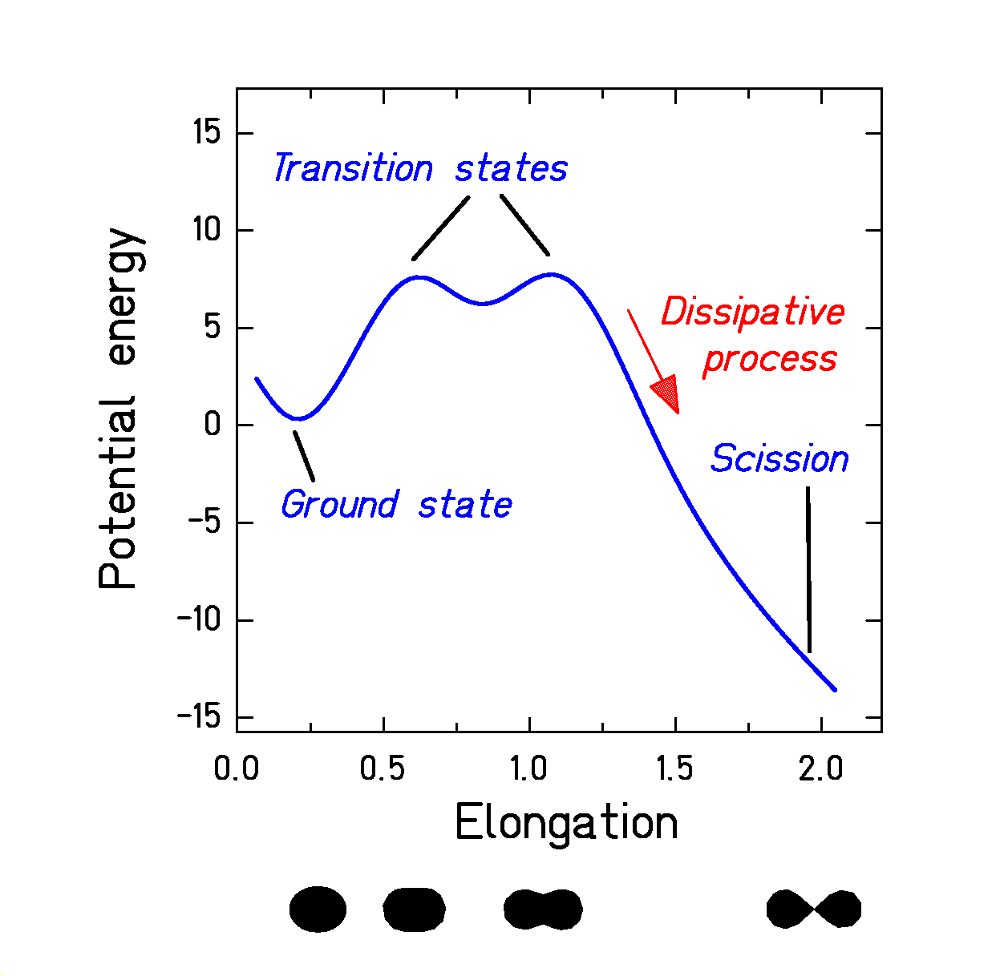 15
Transition states
10
5
Dissipative
process
0
Scission
Ground state
-5
-10
-15
Potential energy
0.0 0.5 1.0 1.5 2.0
Elongation